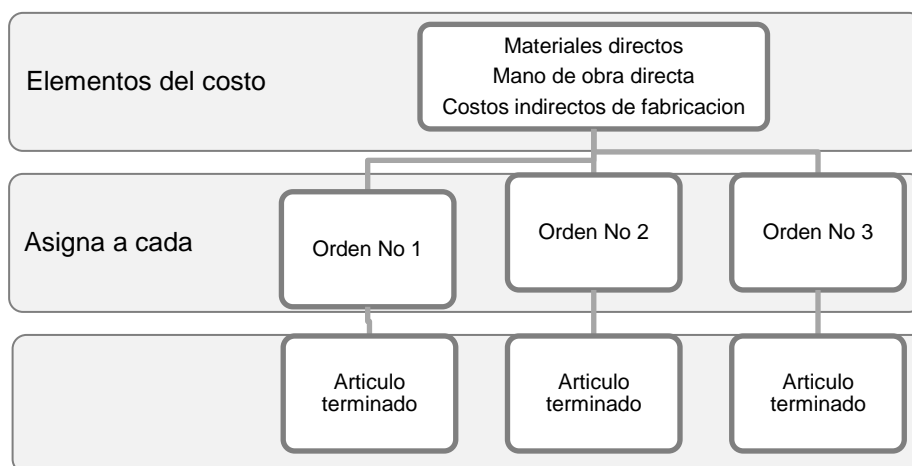 Elementos del costo
Materiales directos
Mano de obra directa
Costos indirectos de fabricacion
Asigna a cada
Orden No 1
Orden No 2
Orden No 3
Articulo
terminado
Articulo
terminado
Articulo
terminado